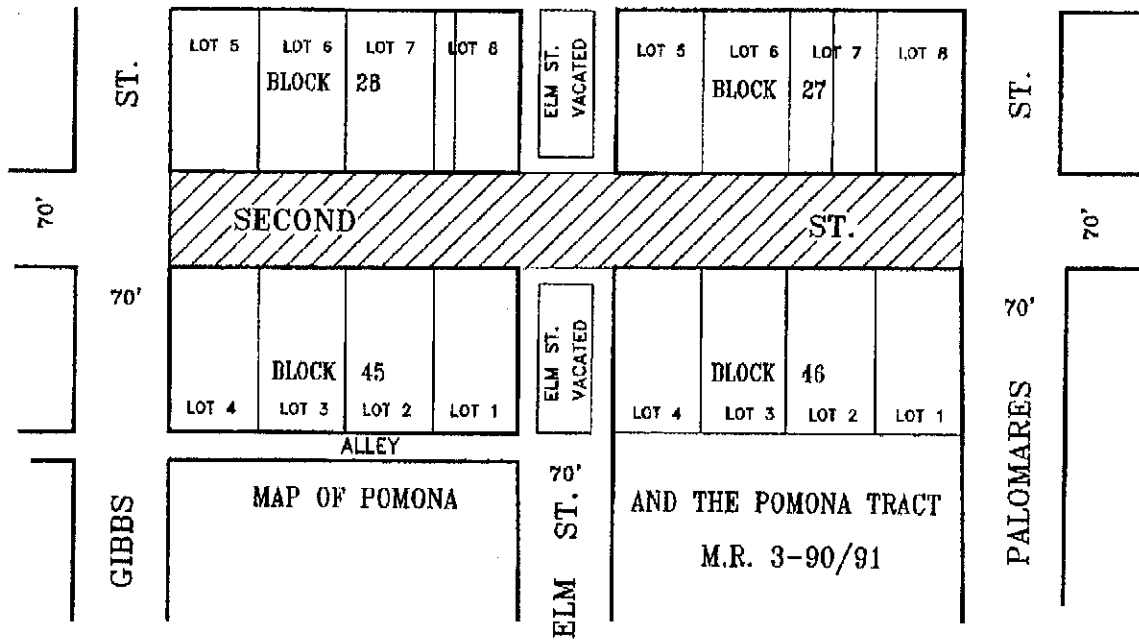 LOT 5 LOT 6 LOT 7 LOT 8
BLOCK 28
ELM ST.
VACATED
LOT 5 LOT 6 LOT 7 LOT 8
BLOCK 27
ST.
ST.
70'
SECOND ST.
70'
70'
70'
ELM ST.
VACATED
BLOCK 45
LOT 4 LOT 3 LOT 2 LOT 1
BLOCK 46
LOT 4 LOT 3 LOT 2 LOT 1
ALLEY
GIBBS
MAP OF POMONA
70'
ELM ST.
AND THE POMONA TRACT
M.R. 3-90/91
PALOMARES